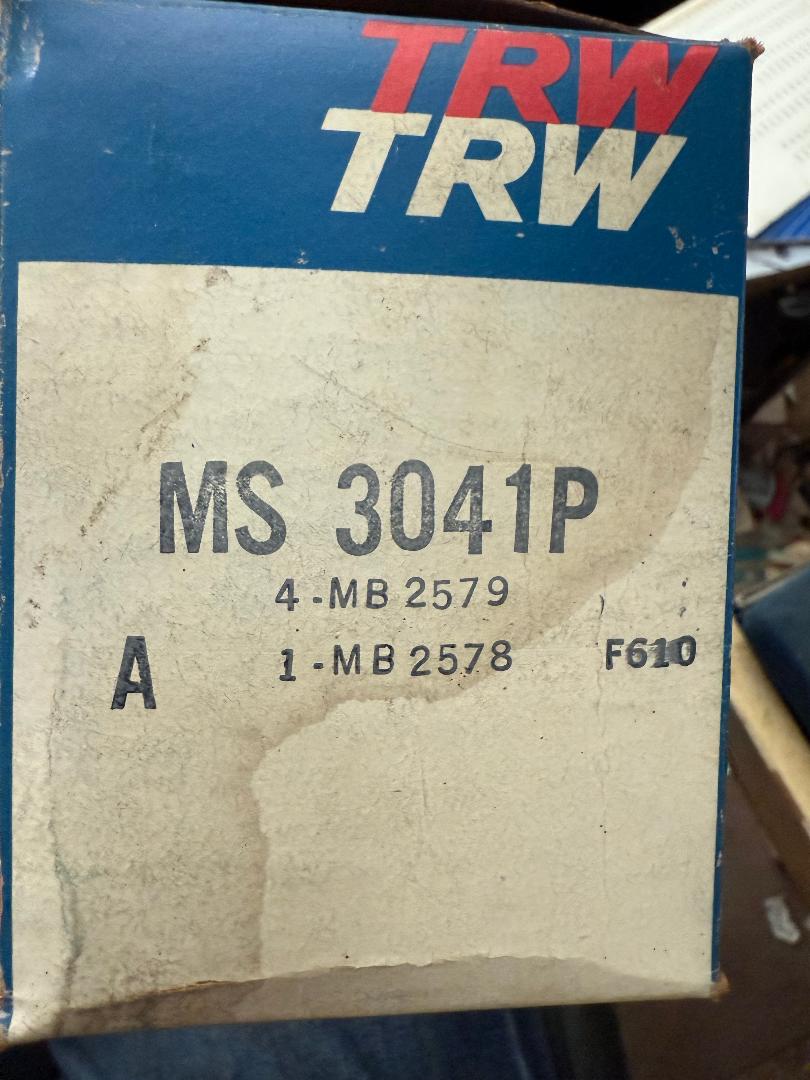 TRW
TRW
MS 3041P
4-MB 2579
A 1-MB 2578 F610